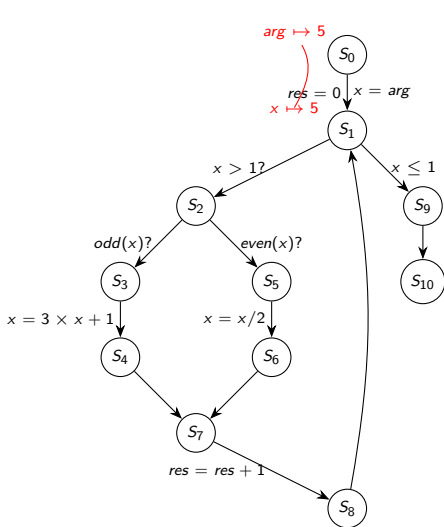 arg ↦ 5
S0
res = 0
x = arg
x ↦ 5
S1
x > 1?
x ≤ 1
S2
S9
odd(x)?
even(x)?
S3
S5
S10
x = 3 × x + 1
x = x/2
S4
S6
S7
res = res + 1
S8